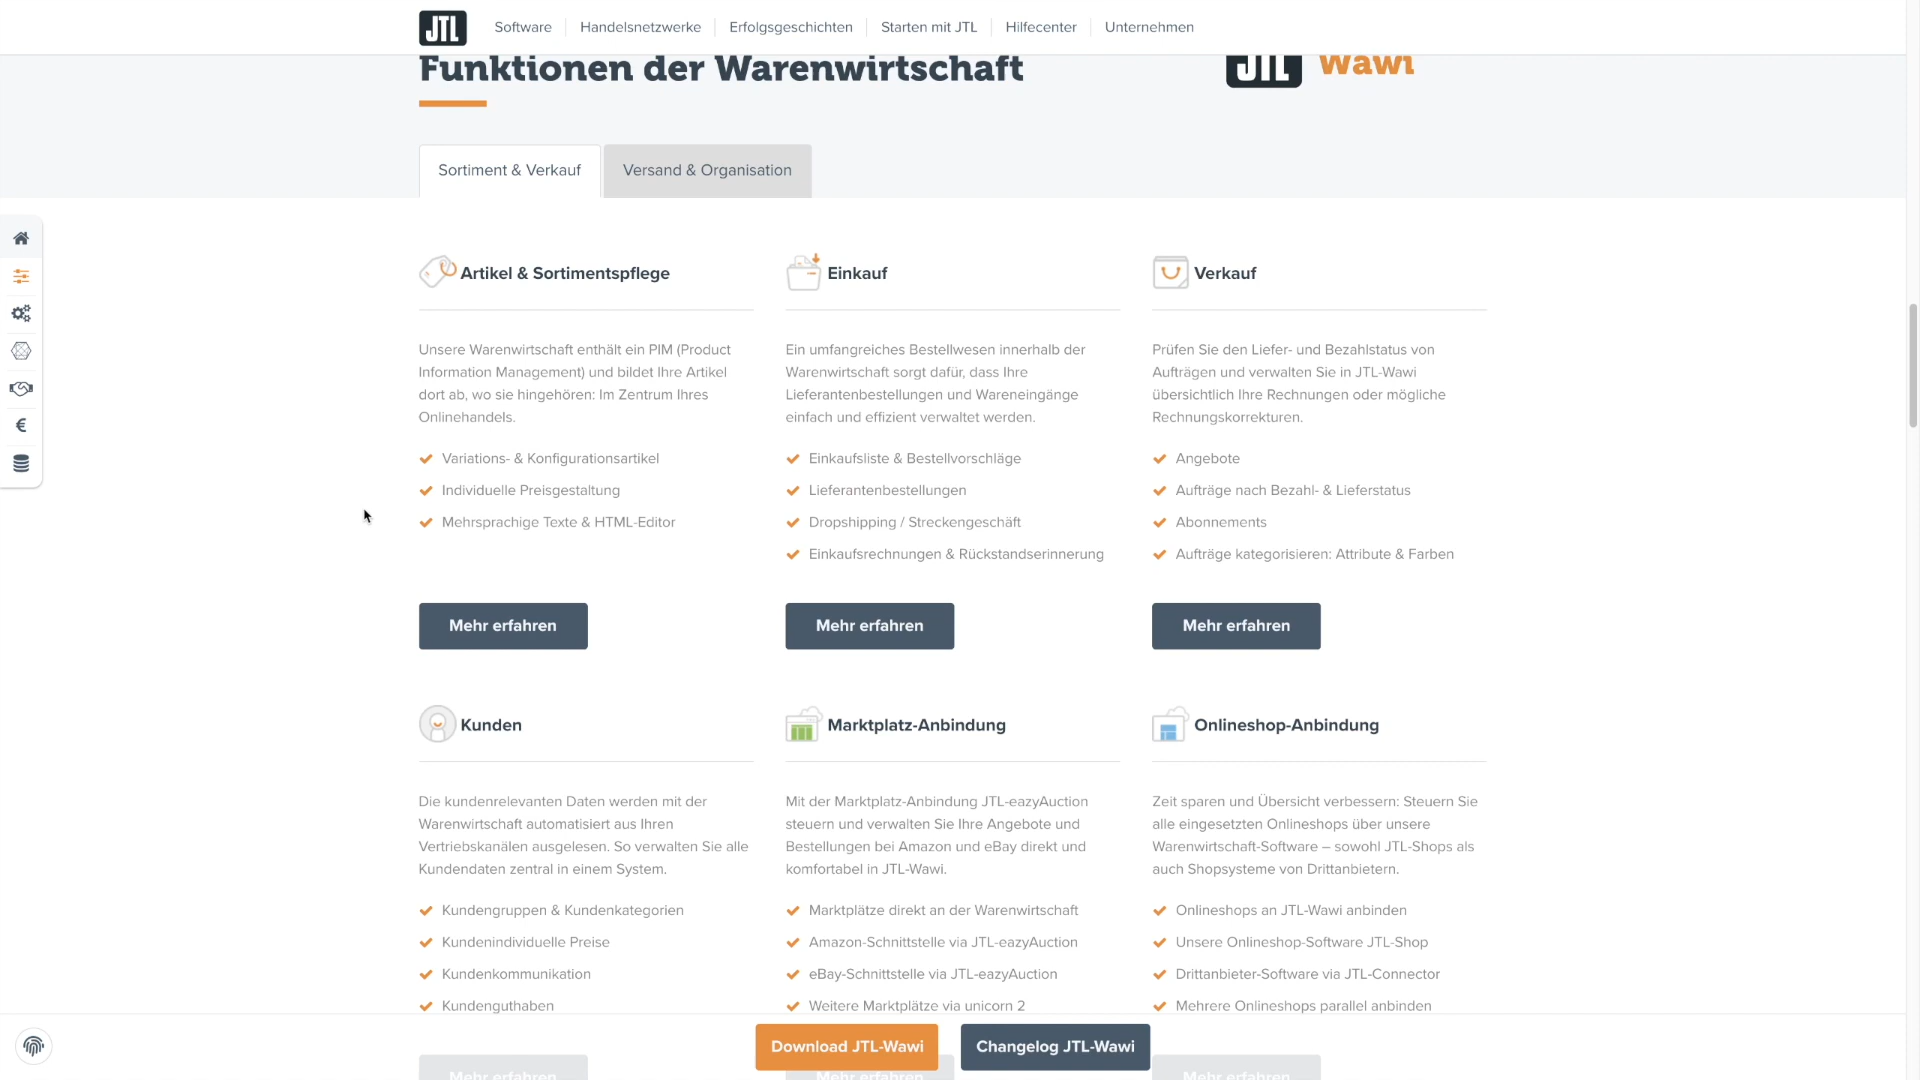 JTL Software Handelsnetzwerke Erfolgsgeschichten Starten mit JTL Hilfecenter Unternehmen
Funktionen der Warenwirtschaft
JTL Wawi
Sortiment & Verkauf
Versand & Organisation
Artikel & Sortimentspflege
Unsere Warenwirtschaft enthält ein PIM (Product
Information Management) und bildet Ihre Artikel
dort ab, wo sie hingehören: Im Zentrum Ihres
Onlinehandels.
Variations- & Konfigurationsartikel
Individuelle Preisgestaltung
Mehrsprachige Texte & HTML-Editor
Mehr erfahren
Einkauf
Ein umfangreiches Bestellwesen innerhalb der
Warenwirtschaft sorgt dafür, dass Ihre
Lieferantenbestellungen und Wareneingänge
einfach und effizient verwaltet werden.
Einkaufsliste & Bestellvorschläge
Lieferantenbestellungen
Dropshipping / Streckengeschäft
Einkaufsrechnungen & Rückstandserinnerung
Mehr erfahren
Verkauf
Prüfen Sie den Liefer- und Bezahlstatus von
Aufträgen und verwalten Sie in JTL-Wawi
übersichtlich Ihre Rechnungen oder mögliche
Rechnungskorrekturen.
Angebote
Aufträge nach Bezahl- & Lieferstatus
Abonnements
Aufträge kategorisieren: Attribute & Farben
Mehr erfahren
Kunden
Die kundenrelevanten Daten werden mit der
Warenwirtschaft automatisiert aus Ihren
Vertriebskanälen ausgelesen. So verwalten Sie alle
Kundendaten zentral in einem System.
Kundengruppen & Kundenkategorien
Kundenindividuelle Preise
Kundenkommunikation
Kundenguthaben
Mehr erfahren
Marktplatz-Anbindung
Mit der Marktplatz-Anbindung JTL-eazyAuction
steuern und verwalten Sie Ihre Angebote und
Bestellungen bei Amazon und eBay direkt und
komfortabel in JTL-Wawi.
Marktplätze direkt an der Warenwirtschaft
Amazon-Schnittstelle via JTL-eazyAuction
eBay-Schnittstelle via JTL-eazyAuction
Weitere Marktplätze via unicorn 2
Mehr erfahren
Onlineshop-Anbindung
Zeit sparen und Übersicht verbessern: Steuern Sie
alle eingesetzten Onlineshops über unsere
Warenwirtschaft-Software – sowohl JTL-Shops als
auch Shopsysteme von Drittanbietern.
Onlineshops an JTL-Wawi anbinden
Unsere Onlineshop-Software JTL-Shop
Drittanbieter-Software via JTL-Connector
Mehrere Onlineshops parallel anbinden
Mehr erfahren
Download JTL-Wawi
Changelog JTL-Wawi